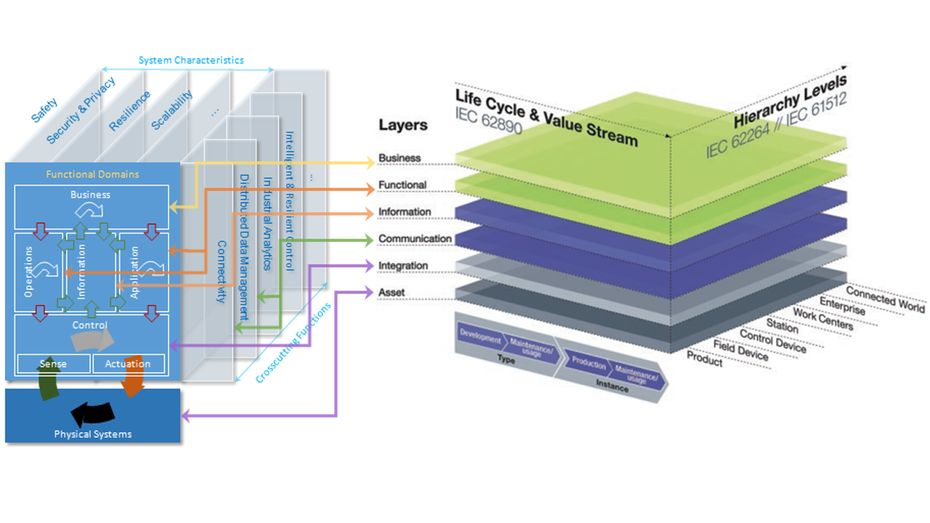 System Characteristics
Safety
Security & Privacy
Resilience
Scalability
...
Functional Domains
Business
Operations
Information
Application
Control
Sense
Actuation
Physical Systems
Connectivity
Distributed Data Management
Industrial Analytics
Intelligent & Resilient Control
...
Crosscutting Functions
Layers
Business
Functional
Information
Communication
Integration
Asset
Life Cycle & Value Stream
IEC 62890
Hierarchy Levels
IEC 62264 // IEC 61512
Connected World
Enterprise
Work Centers
Station
Control Device
Field Device
Product
Development
Maintenance/
usage
Type
Production
Maintenance/
usage
Instance